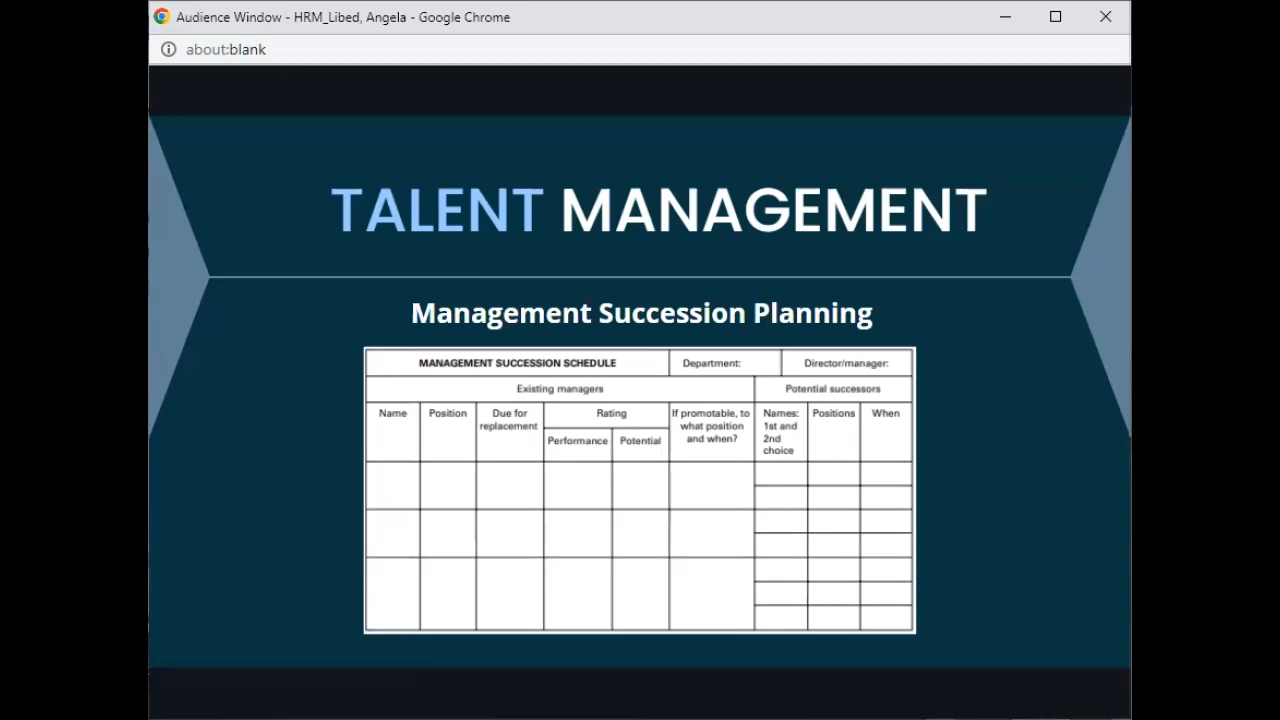 Audience Window - HRM_Libed, Angela - Google Chrome
about:blank
TALENT MANAGEMENT
Management Succession Planning
MANAGEMENT SUCCESSION SCHEDULE Department: Director/manager:
Existing managers Potential successors
Name Position Due for replacement Rating If promotable, to what position and when? Names: 1st and 2nd choice Positions When
Performance Potential